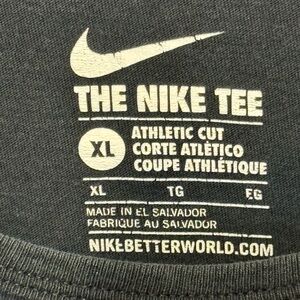 THE NIKE TEE
XL
ATHLETIC CUT
CORTE ATLÉTICO
COUPE ATHLÉTIQUE
XL TG EG
MADE IN EL SALVADOR
FABRIQUÉ AU SALVADOR
NIKEBETTERWORLD.COM